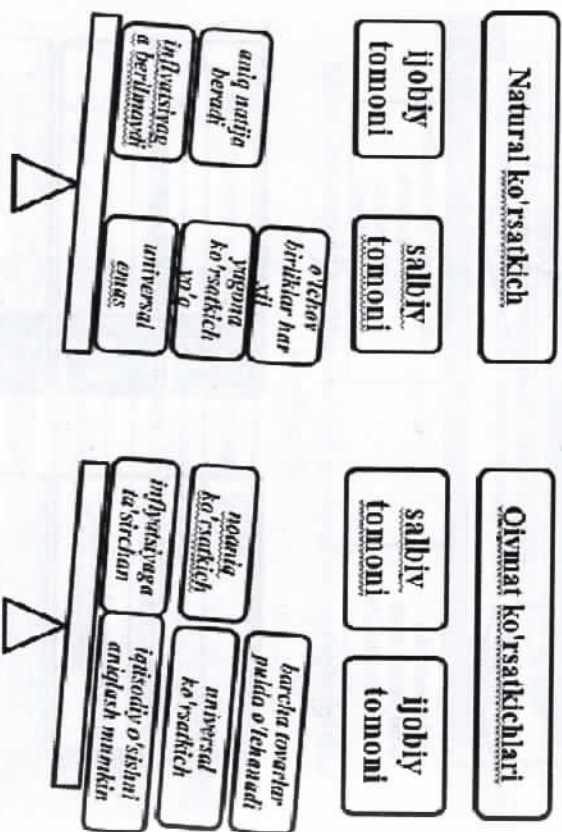 Natural ko'rsatkich
ijobiy
tomoni
salbiy
tomoni
aniq natija
beradi
inflyatsiyag
a berilmaydi
o'lchov
birliklar har
xil
yagona
ko'rsatkich
yo'q
universal
emas
Qiymat ko'rsatkichlari
salbiy
tomoni
ijobiy
tomoni
noaniq
ko'rsatkich
inflyatsiyaga
ta'sirchan
barcha tovarlar
pulda o'lchanadi
universal
ko'rsatkich
iqtisodiy o'sishni
aniqlash mumkin